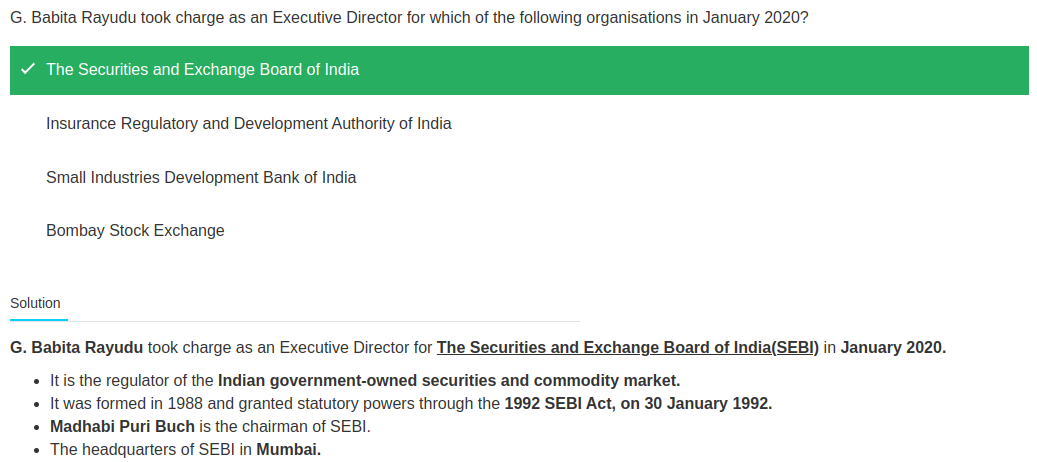 G. Babita Rayudu took charge as an Executive Director for which of the following organisations in January 2020?
The Securities and Exchange Board of India
Insurance Regulatory and Development Authority of India
Small Industries Development Bank of India
Bombay Stock Exchange
Solution
G. Babita Rayudu took charge as an Executive Director for The Securities and Exchange Board of India(SEBI) in January 2020.
• It is the regulator of the Indian government-owned securities and commodity market.
• It was formed in 1988 and granted statutory powers through the 1992 SEBI Act, on 30 January 1992.
• Madhabi Puri Buch is the chairman of SEBI.
• The headquarters of SEBI in Mumbai.